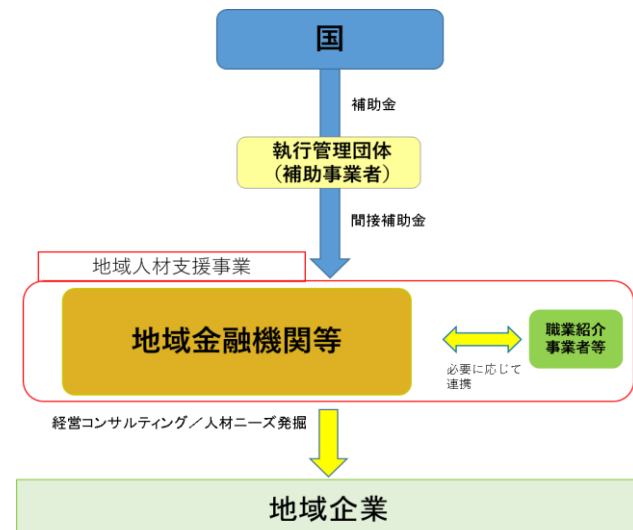 国
補助金
執行管理団体
（補助事業者）
間接補助金
地域人材支援事業
地域金融機関等
職業紹介
事業者等
必要に応じて
連携
経営コンサルティング／人材ニーズ発掘
地域企業